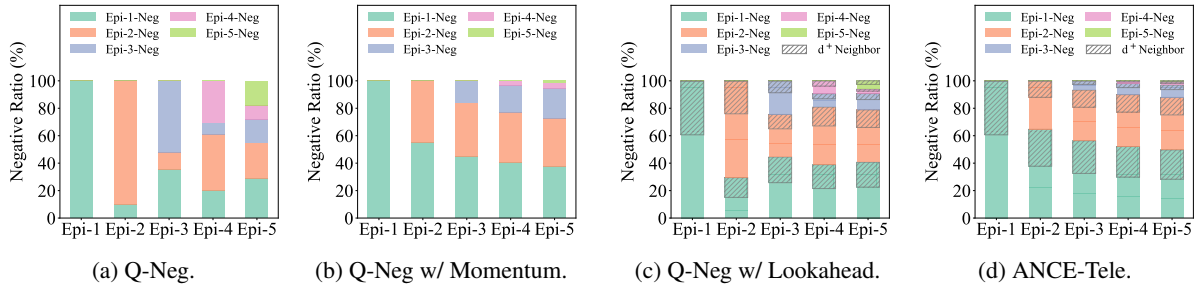 Epi-1-Neg Epi-4-Neg
Epi-2-Neg Epi-5-Neg
Epi-3-Neg
Negative Ratio (%)
100
80
60
40
20
0
Epi-1 Epi-2 Epi-3 Epi-4 Epi-5
(a) Q-Neg.
Epi-1-Neg Epi-4-Neg
Epi-2-Neg Epi-5-Neg
Epi-3-Neg
Negative Ratio (%)
100
80
60
40
20
0
Epi-1 Epi-2 Epi-3 Epi-4 Epi-5
(b) Q-Neg w/ Momentum.
Epi-1-Neg Epi-4-Neg
Epi-2-Neg Epi-5-Neg
Epi-3-Neg d⁺ Neighbor
Negative Ratio (%)
100
80
60
40
20
0
Epi-1 Epi-2 Epi-3 Epi-4 Epi-5
(c) Q-Neg w/ Lookahead.
Epi-1-Neg Epi-4-Neg
Epi-2-Neg Epi-5-Neg
Epi-3-Neg d⁺ Neighbor
Negative Ratio (%)
100
80
60
40
20
0
Epi-1 Epi-2 Epi-3 Epi-4 Epi-5
(d) ANCE-Tele.